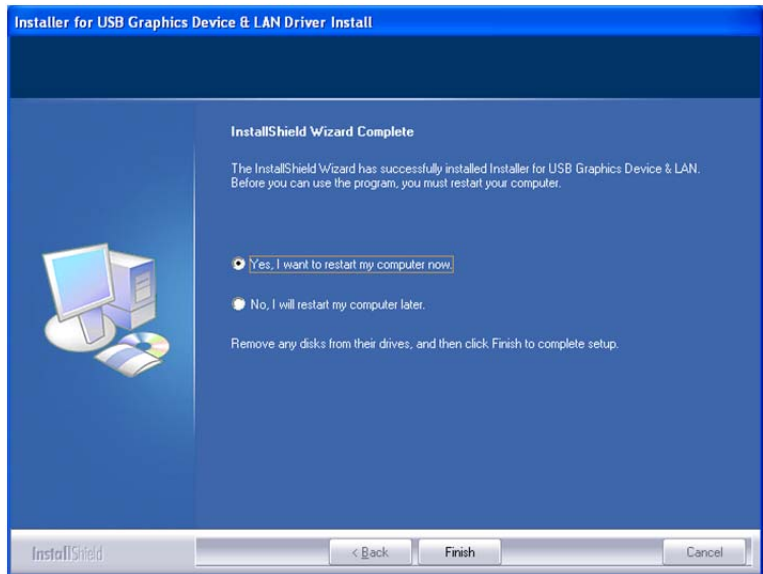 Installer for USB Graphics Device & LAN Driver Install
InstallShield Wizard Complete
The InstallShield Wizard has successfully installed Installer for USB Graphics Device & LAN.
Before you can use the program, you must restart your computer.
Yes, I want to restart my computer now.
No, I will restart my computer later.
Remove any disks from their drives, and then click Finish to complete setup.
InstallShield
< Back Finish Cancel